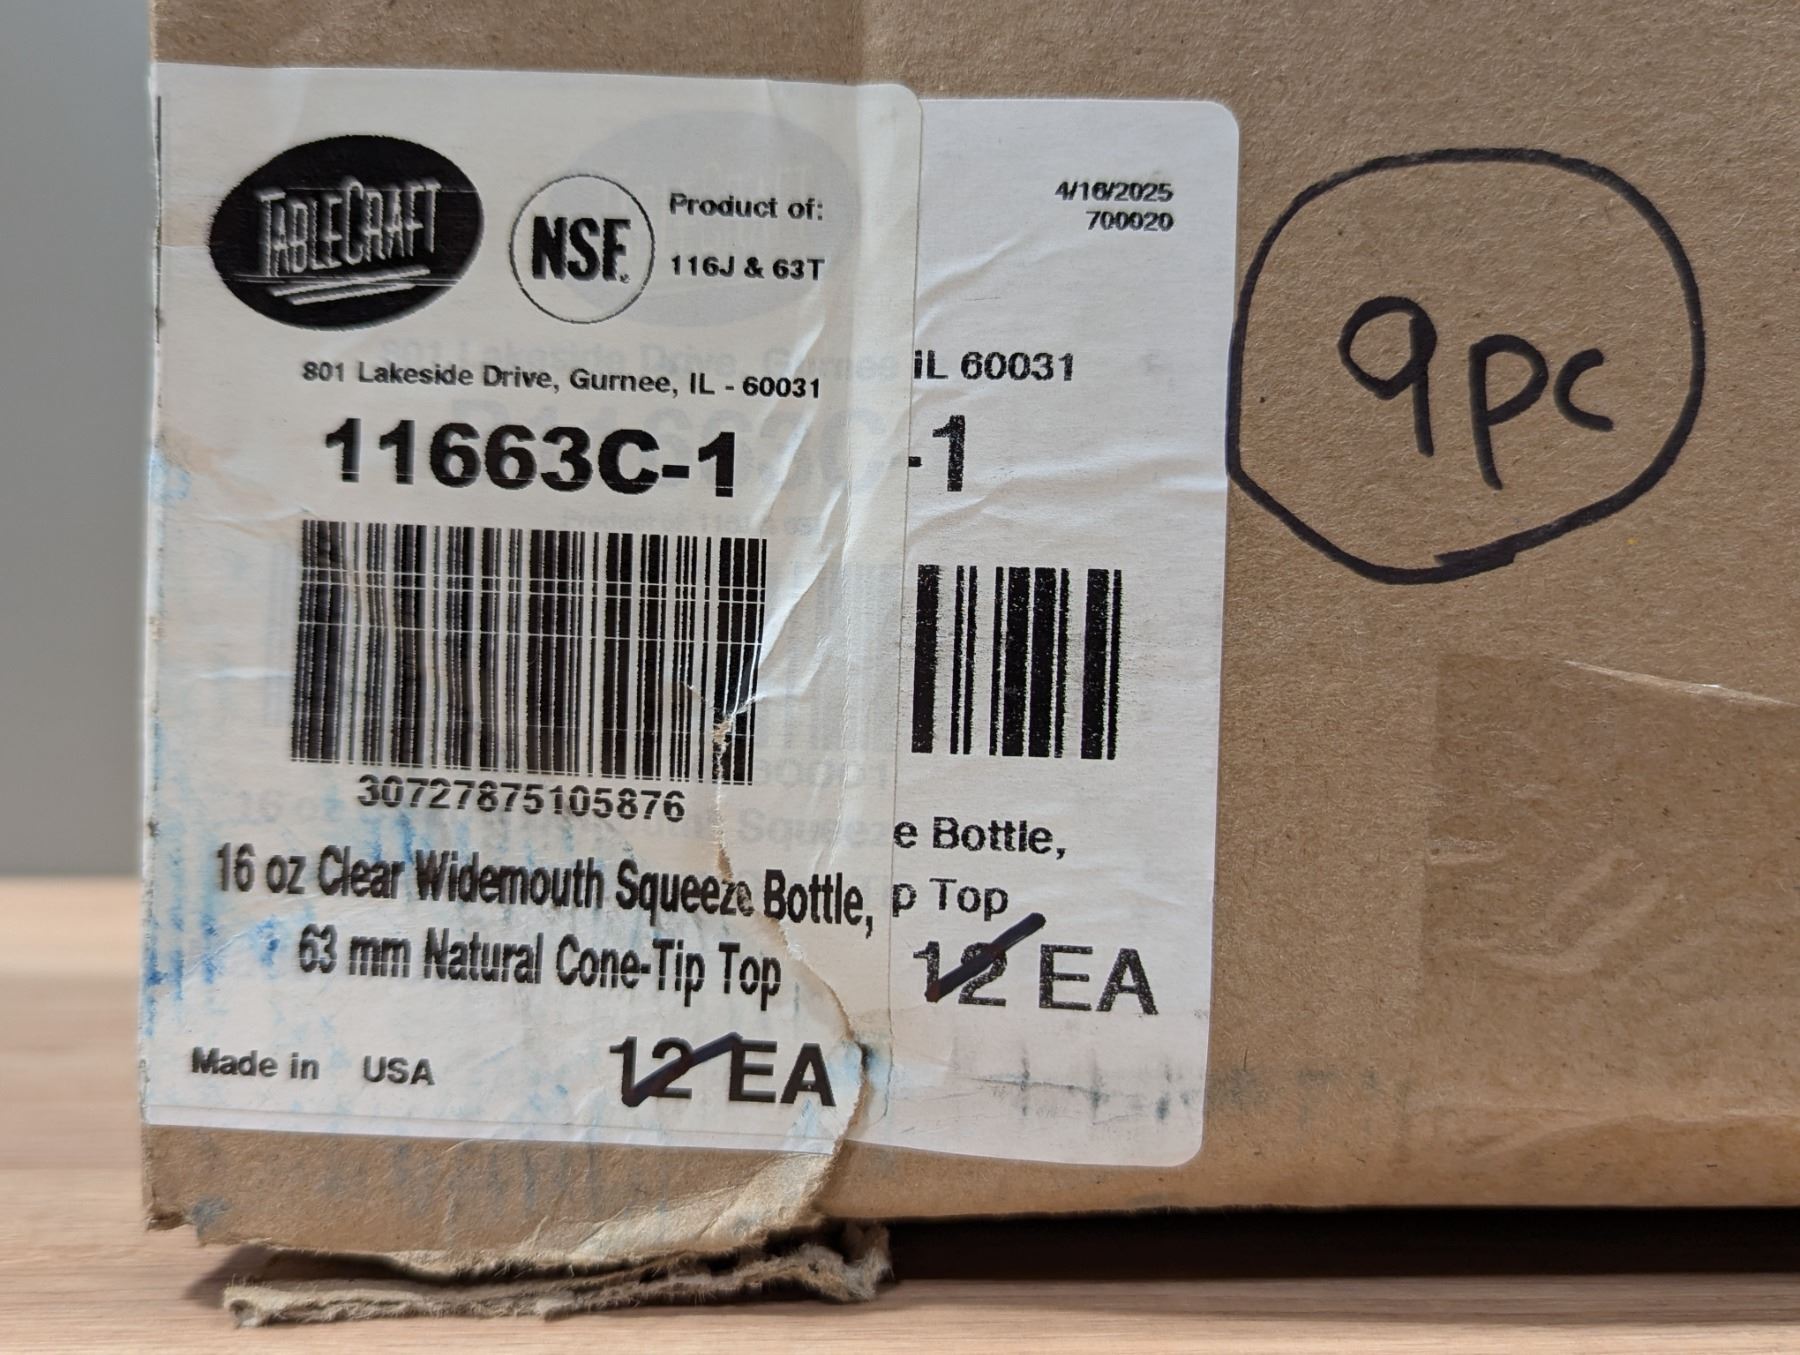 TABLECRAFT
NSF.
Product of:
116J & 63T
801 Lakeside Drive, Gurnee, IL - 60031
11663C-1
30727875105876
16 oz Clear Widemouth Squeeze Bottle,
63 mm Natural Cone-Tip Top
Made in USA
12 EA
4/16/2025
700020
IL 60031
-1
e Bottle,
p Top
12 EA
9pc